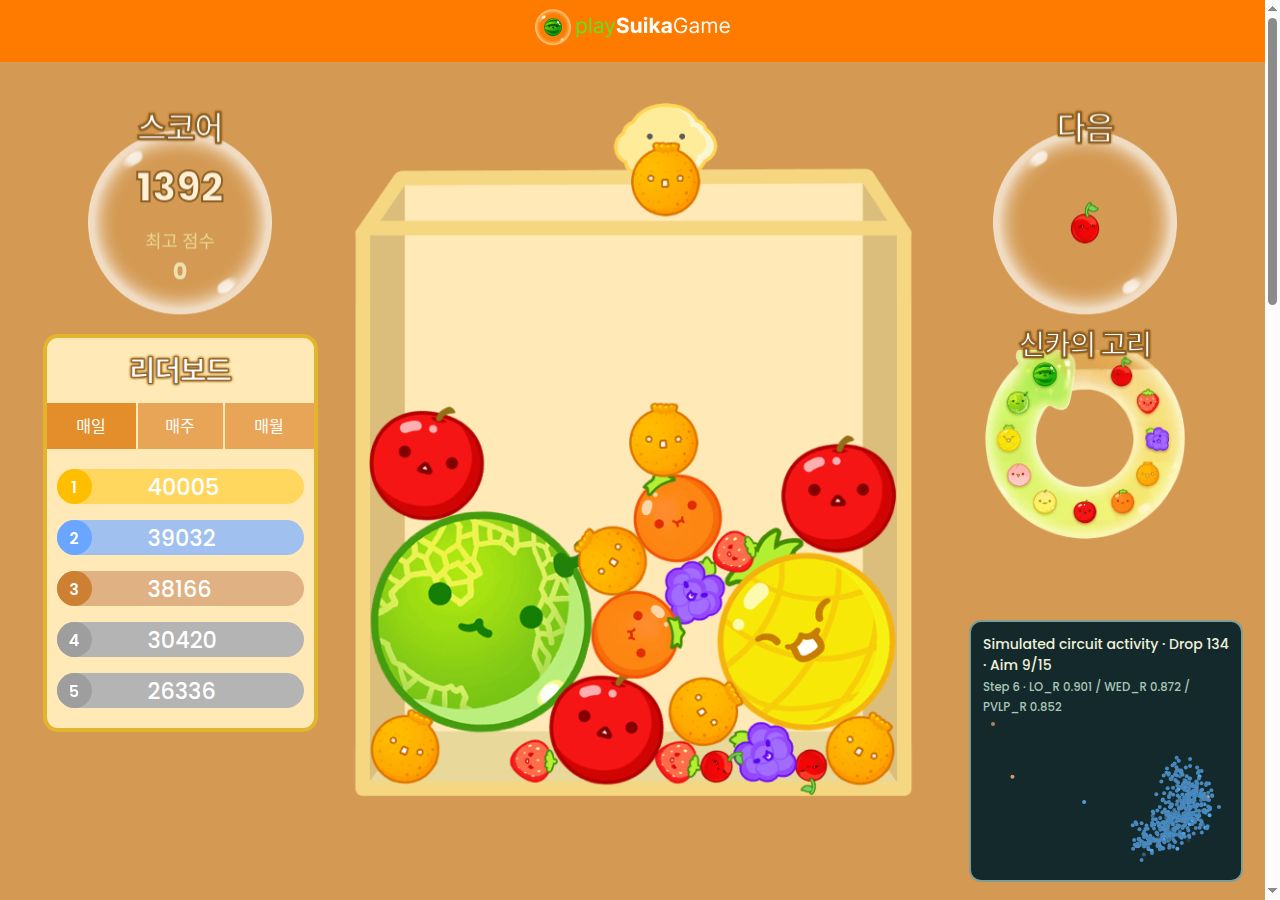 playSuikaGame
스코어
1392
최고 점수
0
다음
신카의 고리
리더보드
매일
매주
매월
1 40005
2 39032
3 38166
4 30420
5 26336
Simulated circuit activity · Drop 134
· Aim 9/15
Step 6 · LO_R 0.901 / WED_R 0.872 /
PVLP_R 0.852